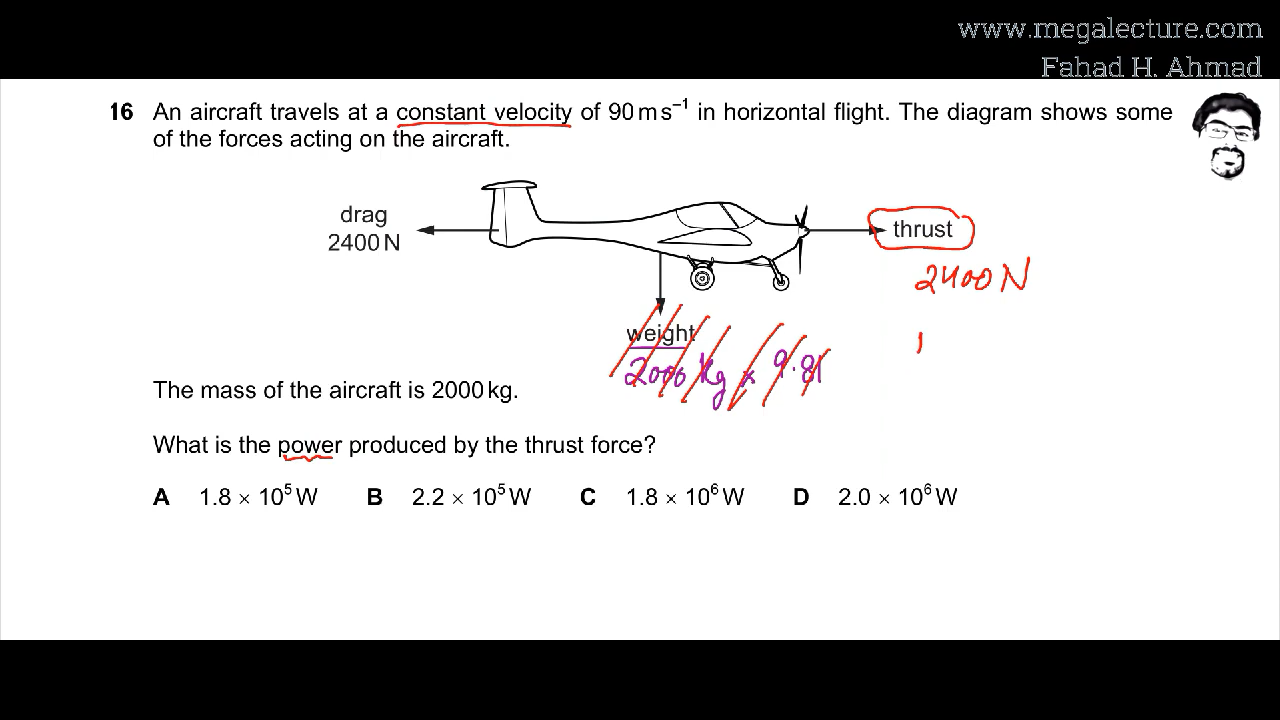 www.megalecture.com
Fahad H. Ahmad
16 An aircraft travels at a constant velocity of 90 m s⁻¹ in horizontal flight. The diagram shows some
of the forces acting on the aircraft.
drag
2400 N
thrust
2400 N
weight
2000 kg × 9.81
The mass of the aircraft is 2000 kg.
What is the power produced by the thrust force?
A 1.8 × 10⁵ W B 2.2 × 10⁵ W C 1.8 × 10⁶ W D 2.0 × 10⁶ W